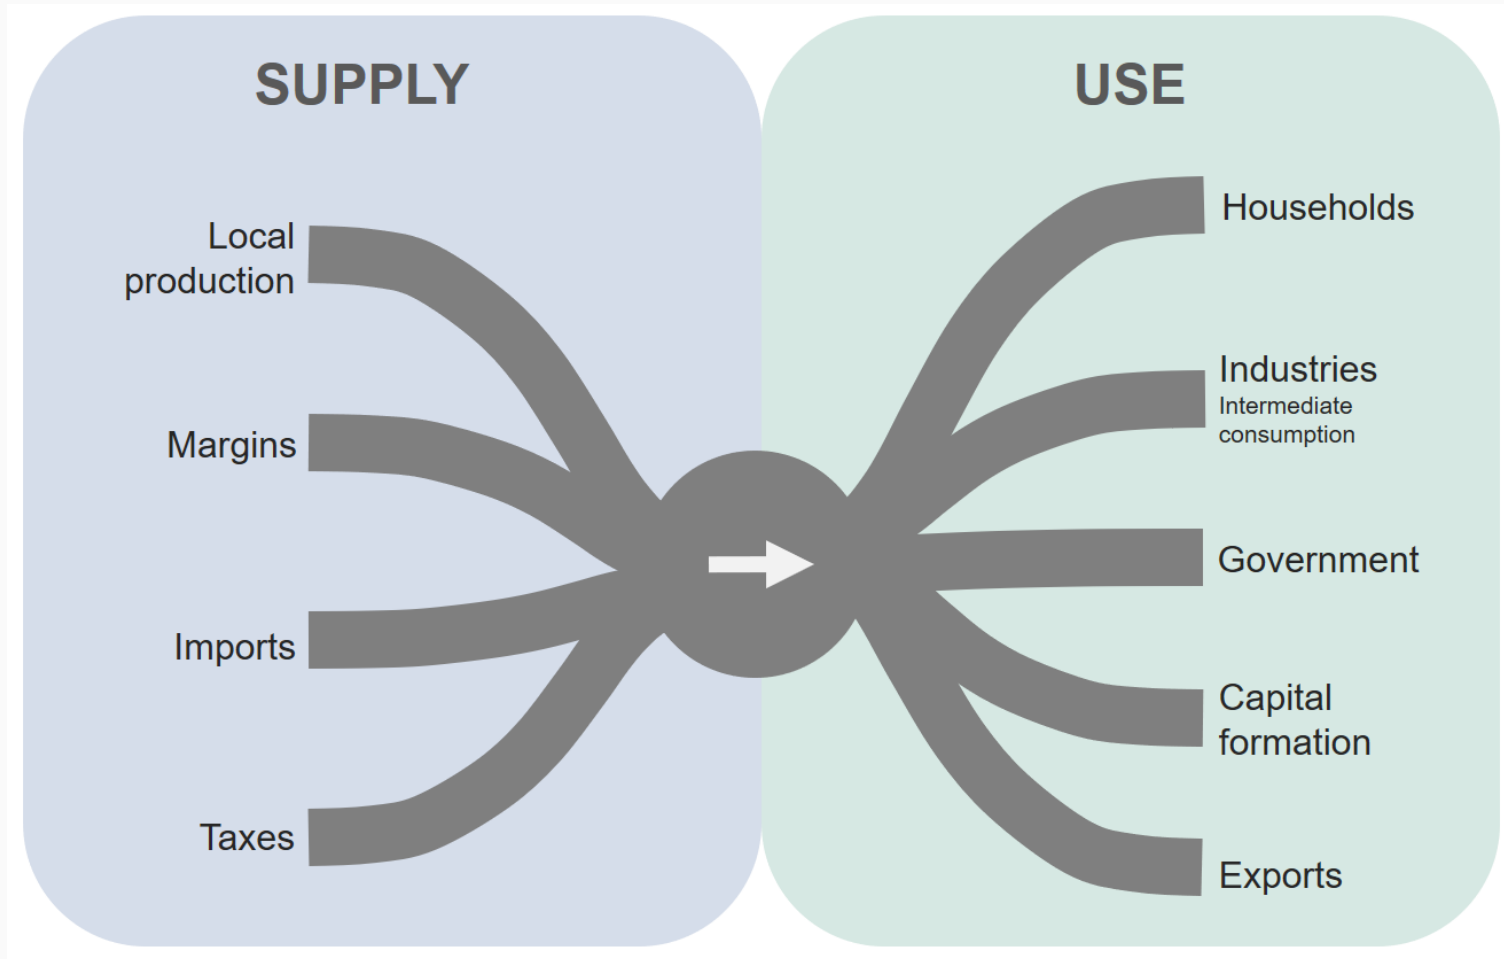 SUPPLY
Local
production
Margins
Imports
Taxes
USE
Households
Industries
Intermediate
consumption
Government
Capital
formation
Exports